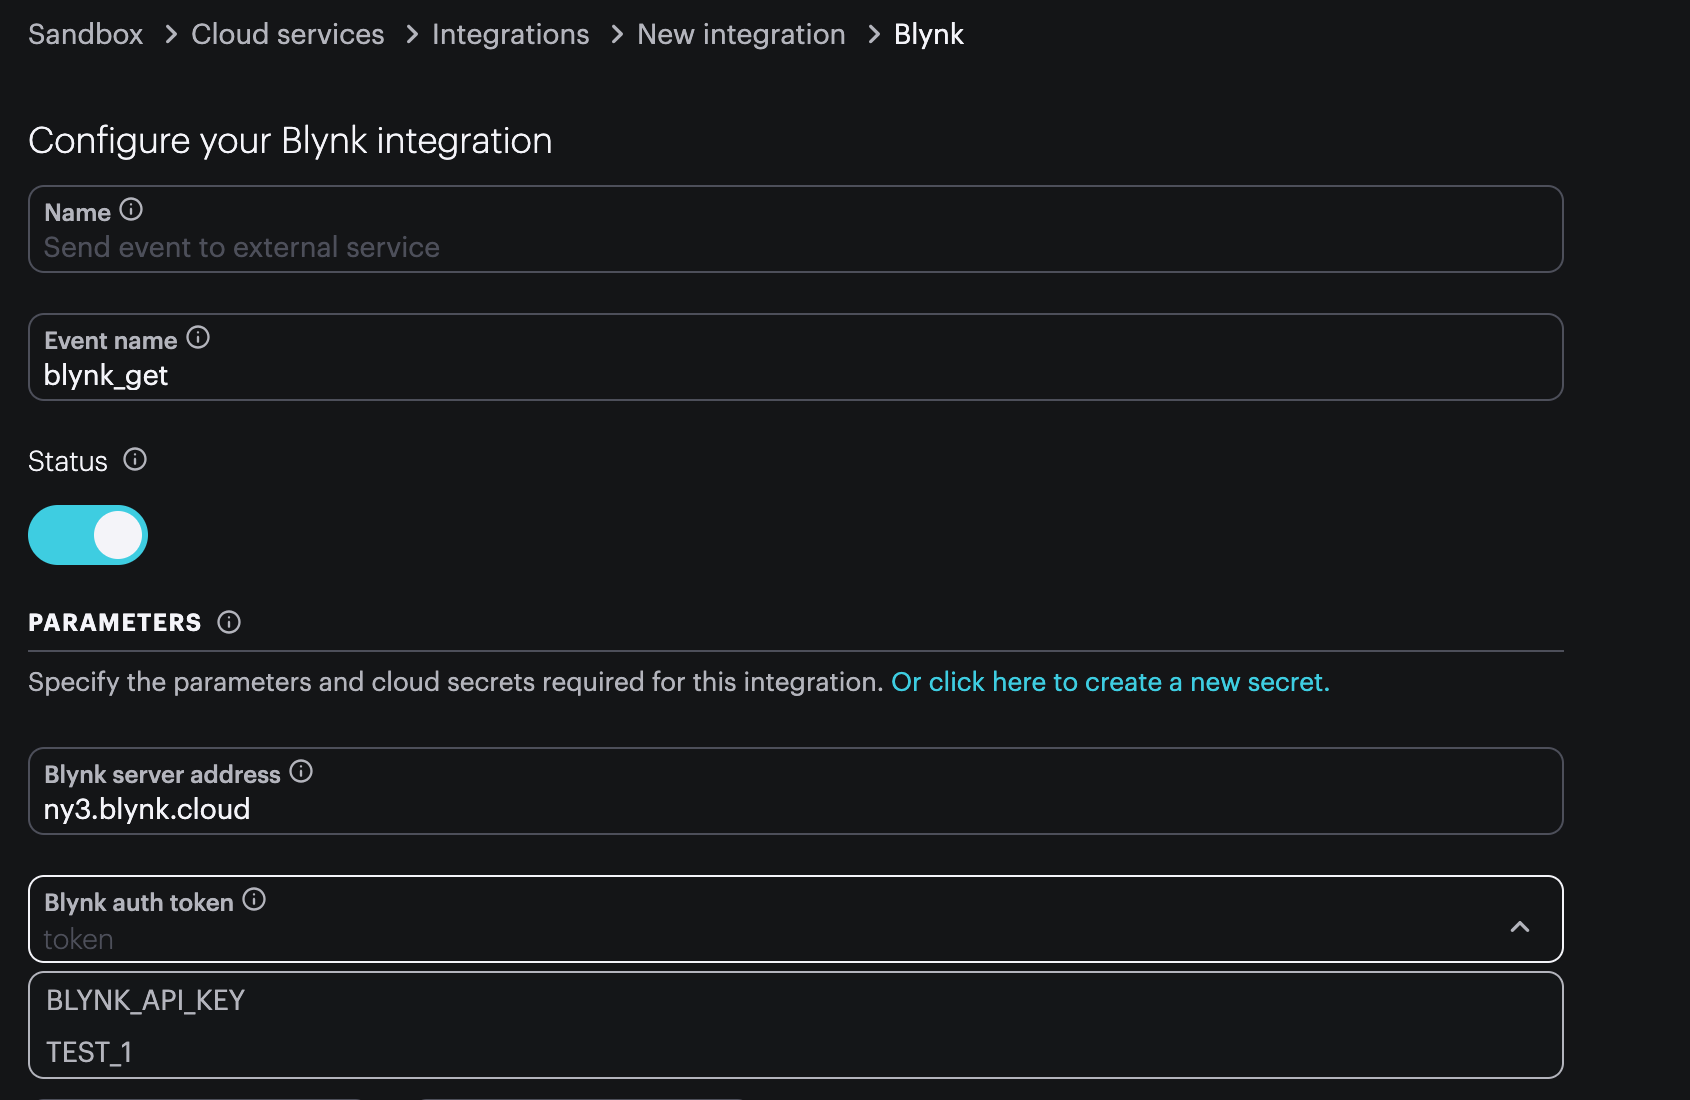 Sandbox > Cloud services > Integrations > New integration > Blynk
Configure your Blynk integration
Name
Send event to external service
Event name
blynk_get
Status
PARAMETERS
Specify the parameters and cloud secrets required for this integration. Or click here to create a new secret.
Blynk server address
ny3.blynk.cloud
Blynk auth token
token
BLYNK_API_KEY
TEST_1